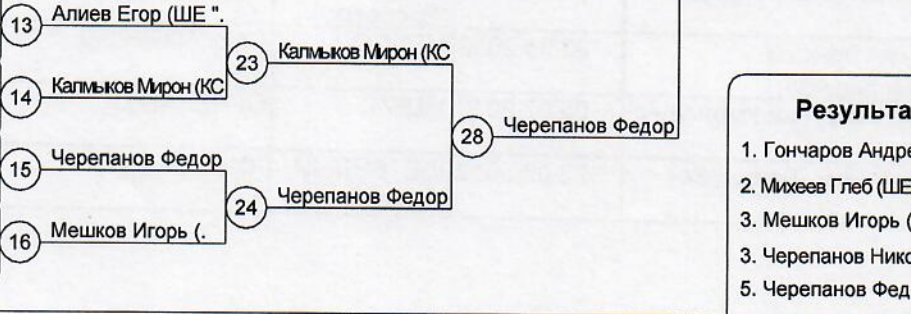 13 Алиев Егор (ШЕ ".
23 Калмыков Мирон (КС
14 Калмыков Мирон (КС
28 Черепанов Федор
15 Черепанов Федор
24 Черепанов Федор
16 Мешков Игорь (.
Результа
1. Гончаров Андре
2. Михеев Глеб (ШЕ
3. Мешков Игорь (
3. Черепанов Нико
5. Черепанов Фед